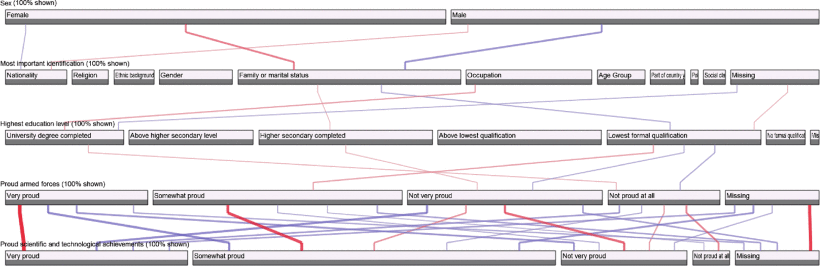 Sex (100% shown)
Female Male
Most important identification (100% shown)
Nationality Religion Ethnic background Gender Family or marital status Occupation Age Group Part of country y Social cla Missing
Highest education level (100% shown)
University degree completed Above higher secondary level Higher secondary completed Above lowest qualification Lowest formal qualification No formal qualificati Mis
Proud armed forces (100% shown)
Very proud Somewhat proud Not very proud Not proud at all Missing
Proud scientific and technological achievements (100% shown)
Very proud Somewhat proud Not very proud Not proud at all Missing